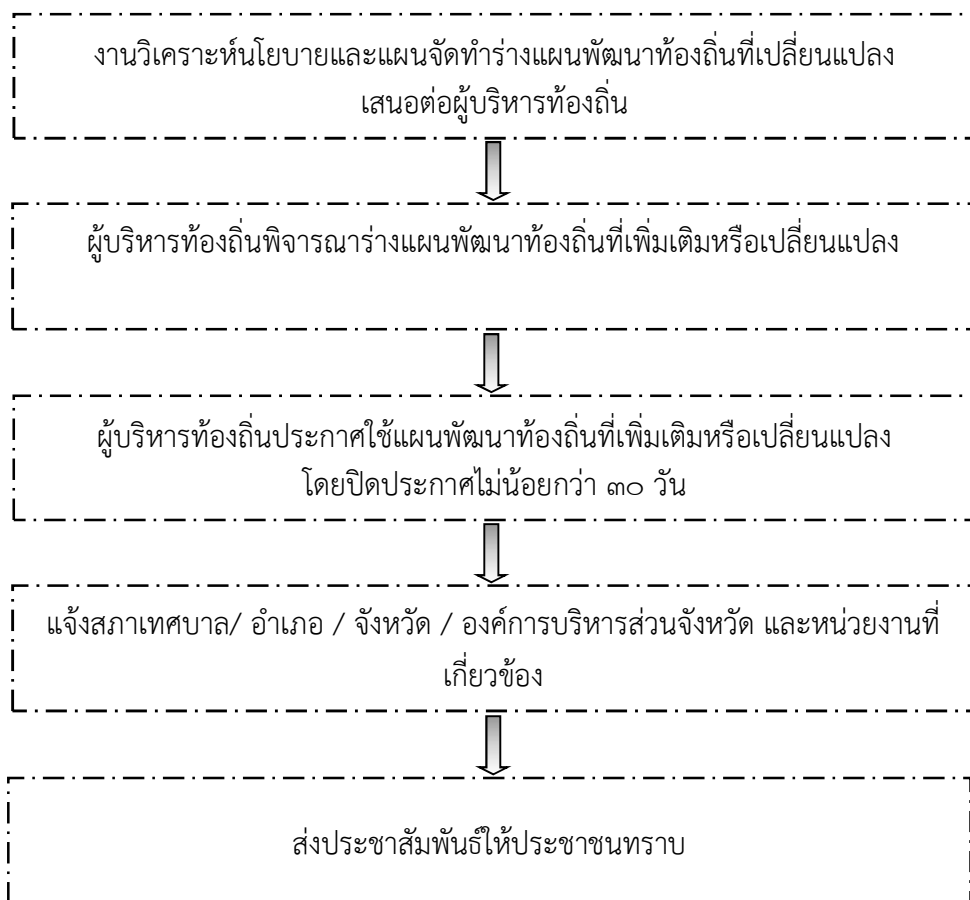 งานวิเคราะห์นโยบายและแผนจัดทำร่างแผนพัฒนาท้องถิ่นที่เปลี่ยนแปลง
เสนอต่อผู้บริหารท้องถิ่น
ผู้บริหารท้องถิ่นพิจารณาร่างแผนพัฒนาท้องถิ่นที่เพิ่มเติมหรือเปลี่ยนแปลง
ผู้บริหารท้องถิ่นประกาศใช้แผนพัฒนาท้องถิ่นที่เพิ่มเติมหรือเปลี่ยนแปลง
โดยปิดประกาศไม่น้อยกว่า ๓๐ วัน
แจ้งสภาเทศบาล/ อำเภอ / จังหวัด / องค์การบริหารส่วนจังหวัด และหน่วยงานที่
เกี่ยวข้อง
ส่งประชาสัมพันธ์ให้ประชาชนทราบ